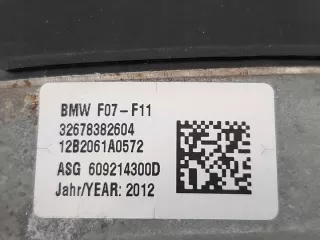 BMW F07-F11
32678382604
12B2061A0572
ASG 609214300D
Jahr/YEAR: 2012